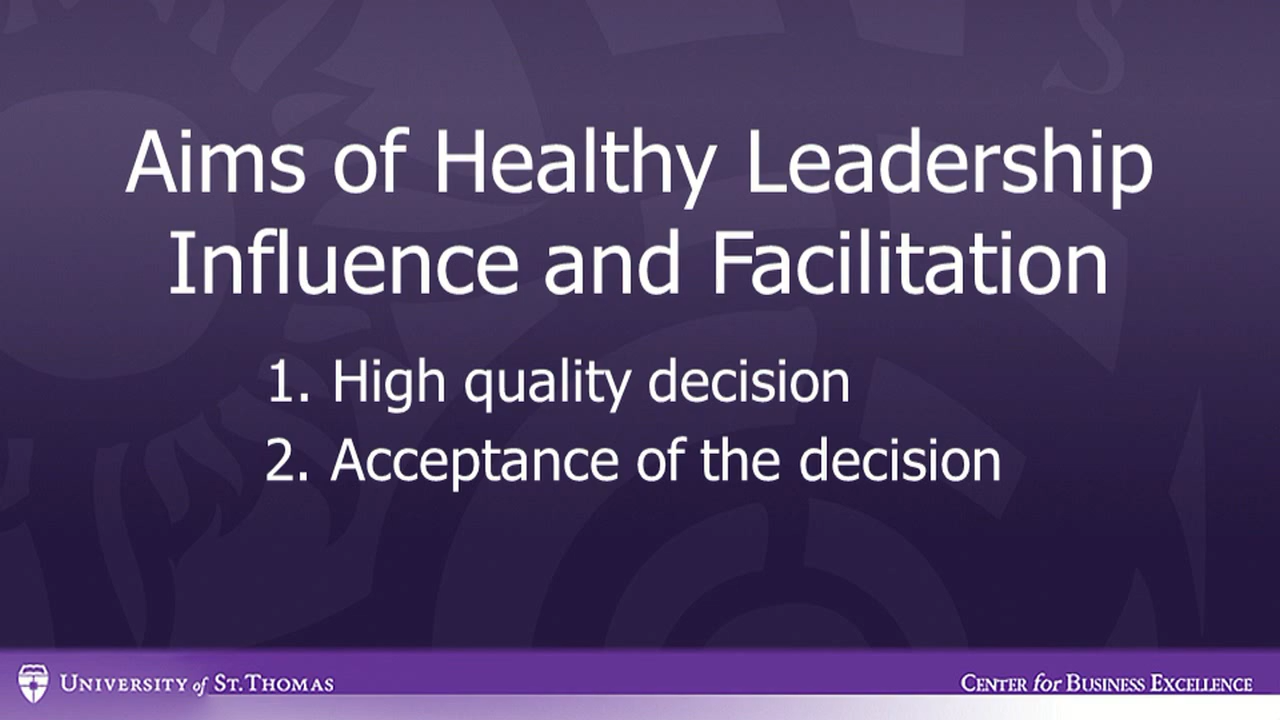 Aims of Healthy Leadership
Influence and Facilitation
1. High quality decision
2. Acceptance of the decision
UNIVERSITY of ST. THOMAS
CENTER for BUSINESS EXCELLENCE